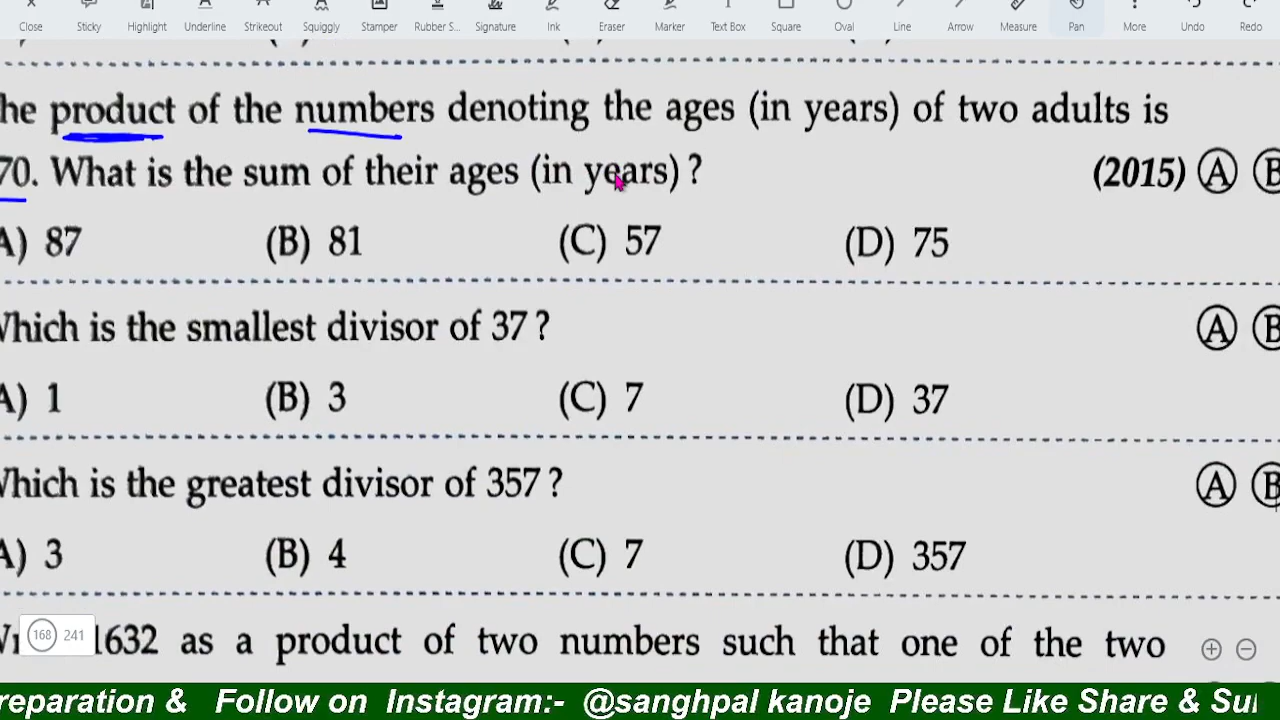 Close Sticky Highlight Underline Strikeout Squiggly Stamper Rubber S... Signature Ink Eraser Marker Text Box Square Oval Line Arrow Measure Pan More Undo Redo
he product of the numbers denoting the ages (in years) of two adults is
70. What is the sum of their ages (in years) ? (2015) A B
A) 87 (B) 81 (C) 57 (D) 75
Which is the smallest divisor of 37 ? A B
A) 1 (B) 3 (C) 7 (D) 37
Which is the greatest divisor of 357 ? A B
A) 3 (B) 4 (C) 7 (D) 357
168 241
1632 as a product of two numbers such that one of the two
reparation & Follow on Instagram:- @sanghpal kanoje Please Like Share &